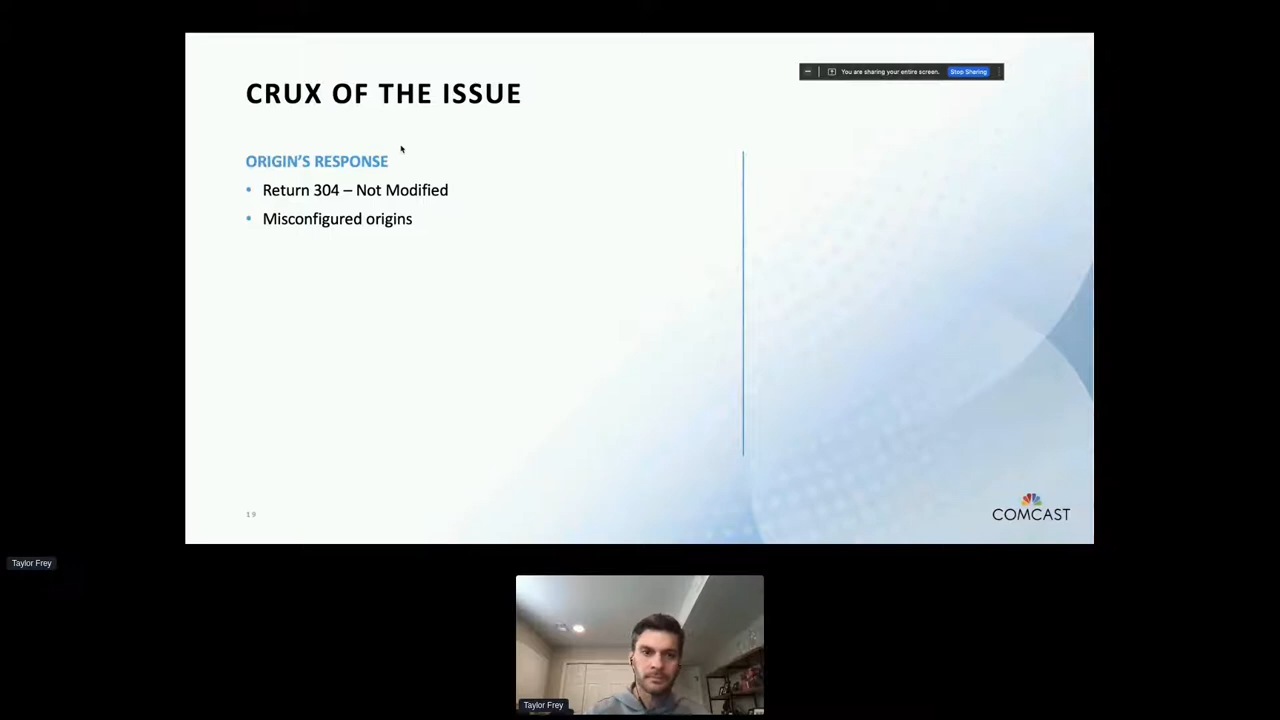 You are sharing your entire screen. Stop Sharing
CRUX OF THE ISSUE
ORIGIN'S RESPONSE
• Return 304 – Not Modified
• Misconfigured origins
19
COMCAST
Taylor Frey
Taylor Frey